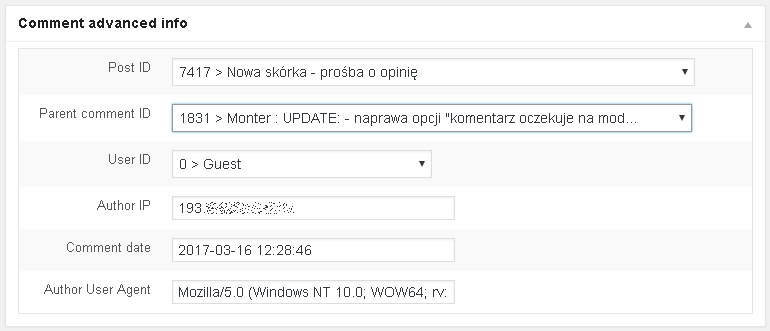 Comment advanced info
Post ID
7417 > Nowa skórka - prośba o opinię
Parent comment ID
1831 > Monter : UPDATE: - naprawa opcji "komentarz oczekuje na mod...
User ID
0 > Guest
Author IP
193.
Comment date
2017-03-16 12:28:46
Author User Agent
Mozilla/5.0 (Windows NT 10.0; WOW64; rv: